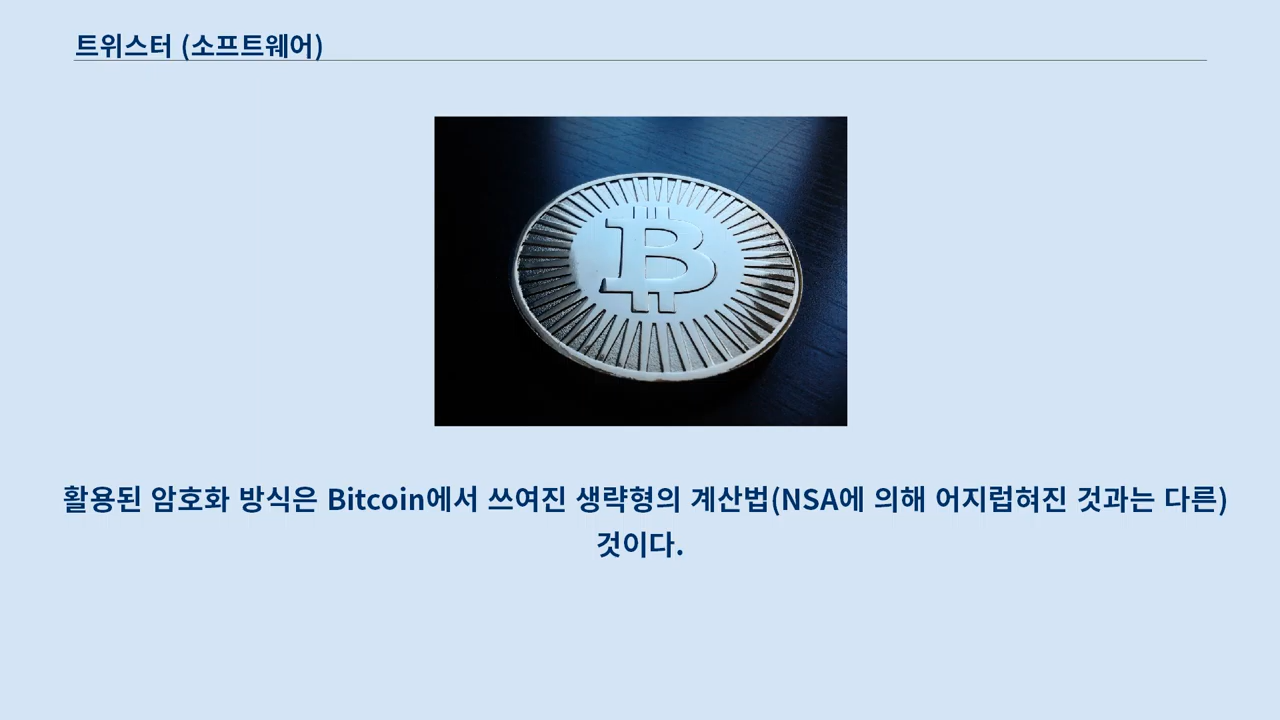 트위스터 (소프트웨어)
활용된 암호화 방식은 Bitcoin에서 쓰여진 생략형의 계산법(NSA에 의해 어지럽혀진 것과는 다른)
것이다.